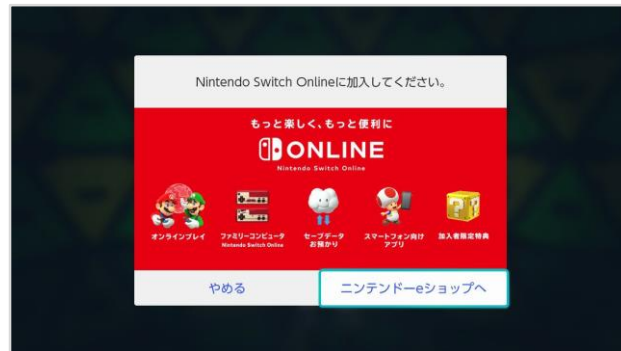 Nintendo Switch Onlineに加入してください。
もっと楽しく、もっと便利に
ONLINE
Nintendo Switch Online
オンラインプレイ
ファミリーコンピュータ
Nintendo Switch Online
セーブデータ
お預かり
スマートフォン向け
アプリ
加入者限定特典
やめる
ニンテンドーeショップへ